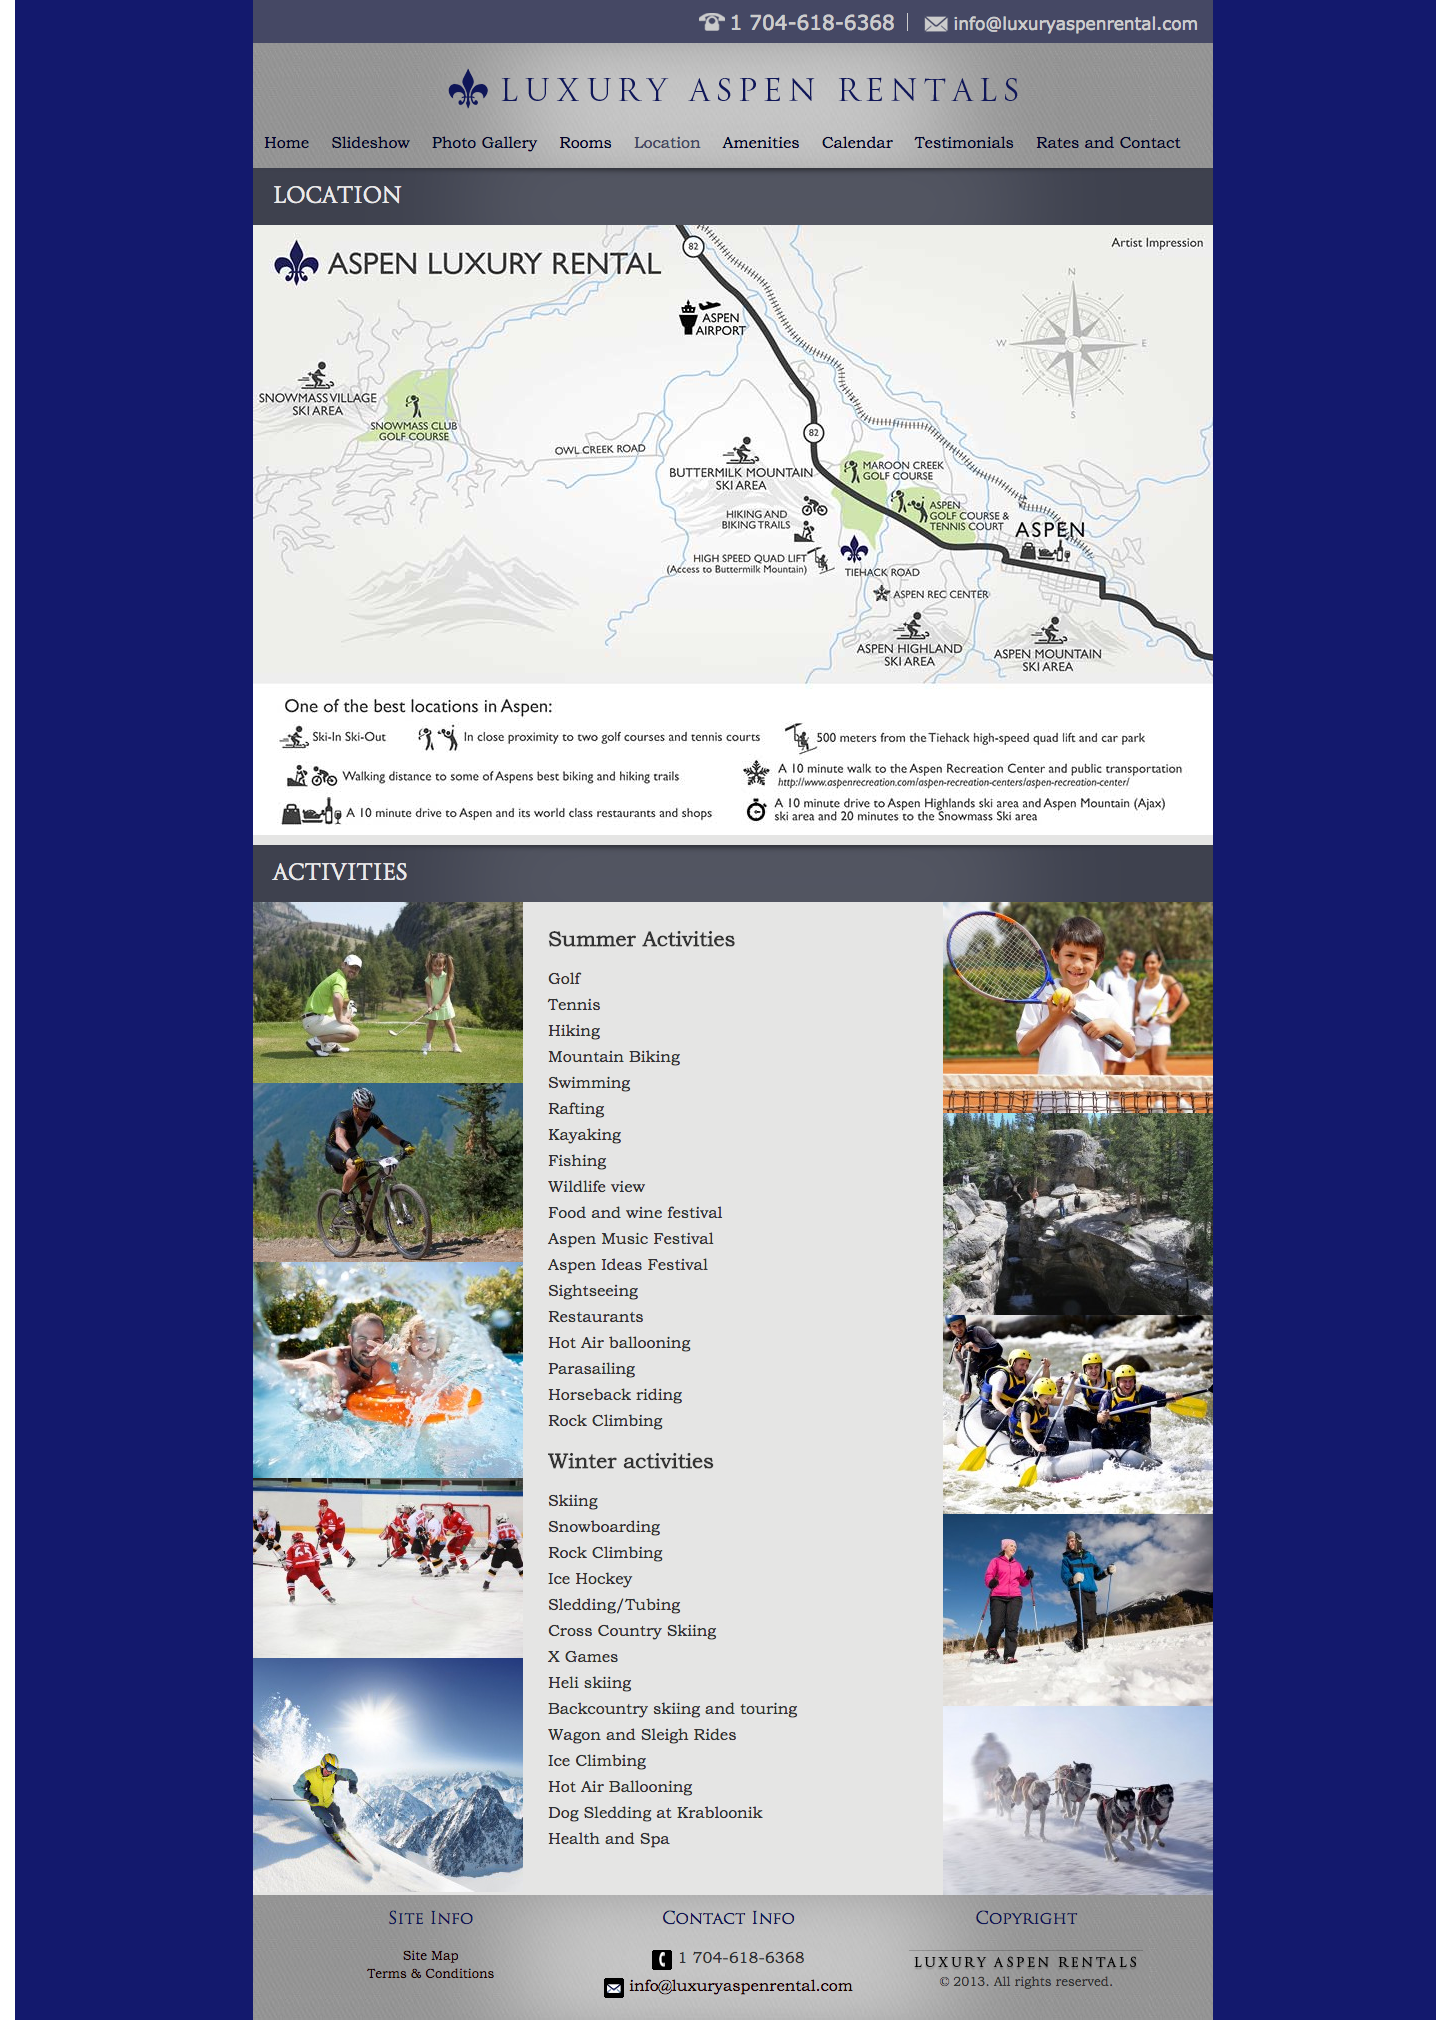 1 704-618-6368 | info@luxuryaspenrental.com
LUXURY ASPEN RENTALS
Home Slideshow Photo Gallery Rooms Location Amenities Calendar Testimonials Rates and Contact
LOCATION
ASPEN LUXURY RENTAL
82
Artist Impression
N
W
E
S
ASPEN
AIRPORT
SNOWMASS VILLAGE
SKI AREA
SNOWMASS CLUB
GOLF COURSE
82
OWL CREEK ROAD
BUTTERMILK MOUNTAIN
SKI AREA
MAROON CREEK
GOLF COURSE
HIKING AND
BIKING TRAILS
ASPEN
GOLF COURSE &
TENNIS COURT
ASPEN
HIGH SPEED QUAD LIFT
(Access to Buttermilk Mountain)
TIEHACK ROAD
ASPEN REC CENTER
ASPEN HIGHLAND
SKI AREA
ASPEN MOUNTAIN
SKI AREA
One of the best locations in Aspen:
Ski-In Ski-Out
In close proximity to two golf courses and tennis courts
500 meters from the Tiehack high-speed quad lift and car park
Walking distance to some of Aspens best biking and hiking trails
A 10 minute walk to the Aspen Recreation Center and public transportation
http://www.aspenrecreation.com/aspen-recreation-centers/aspen-recreation-center/
A 10 minute drive to Aspen and its world class restaurants and shops
A 10 minute drive to Aspen Highlands ski area and Aspen Mountain (Ajax)
ski area and 20 minutes to the Snowmass Ski area
ACTIVITIES
Summer Activities
Golf
Tennis
Hiking
Mountain Biking
Swimming
Rafting
Kayaking
Fishing
Wildlife view
Food and wine festival
Aspen Music Festival
Aspen Ideas Festival
Sightseeing
Restaurants
Hot Air ballooning
Parasailing
Horseback riding
Rock Climbing
Winter activities
Skiing
Snowboarding
Rock Climbing
Ice Hockey
Sledding/Tubing
Cross Country Skiing
X Games
Heli skiing
Backcountry skiing and touring
Wagon and Sleigh Rides
Ice Climbing
Hot Air Ballooning
Dog Sledding at Krabloonik
Health and Spa
Site Info
Site Map
Terms & Conditions
Contact Info
1 704-618-6368
info@luxuryaspenrental.com
Copyright
LUXURY ASPEN RENTALS
© 2013. All rights reserved.